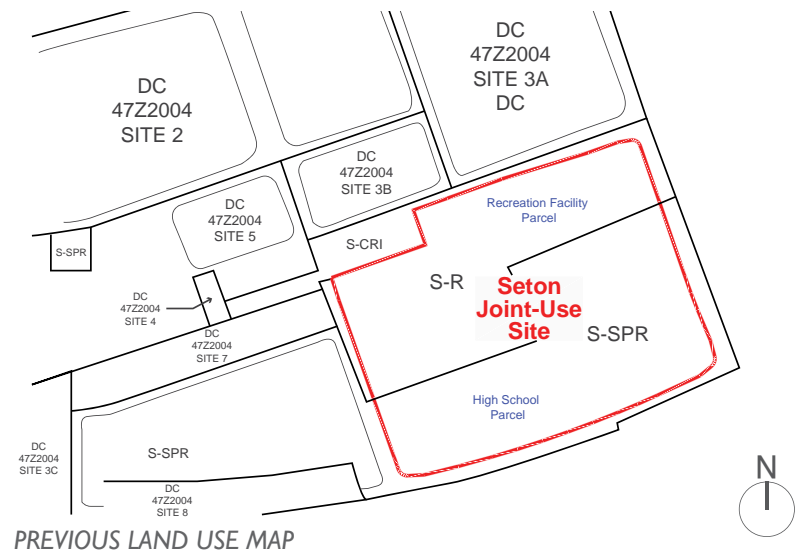 DC
47Z2004
SITE 3A
DC
DC
47Z2004
SITE 2
DC
47Z2004
SITE 3B
DC
47Z2004
SITE 5
Recreation Facility
Parcel
S-CRI
S-SPR
S-R
Seton
Joint-Use
Site
S-SPR
DC
47Z2004
SITE 4
DC
47Z2004
SITE 7
High School
Parcel
DC
47Z2004
SITE 3C
S-SPR
DC
47Z2004
SITE 8
N
PREVIOUS LAND USE MAP